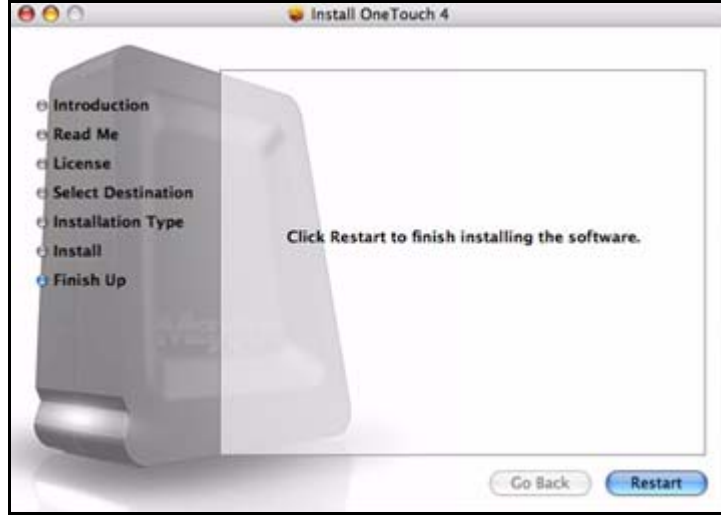 Install OneTouch 4
Introduction
Read Me
License
Select Destination
Installation Type
Install
Finish Up
Click Restart to finish installing the software.
Go Back
Restart